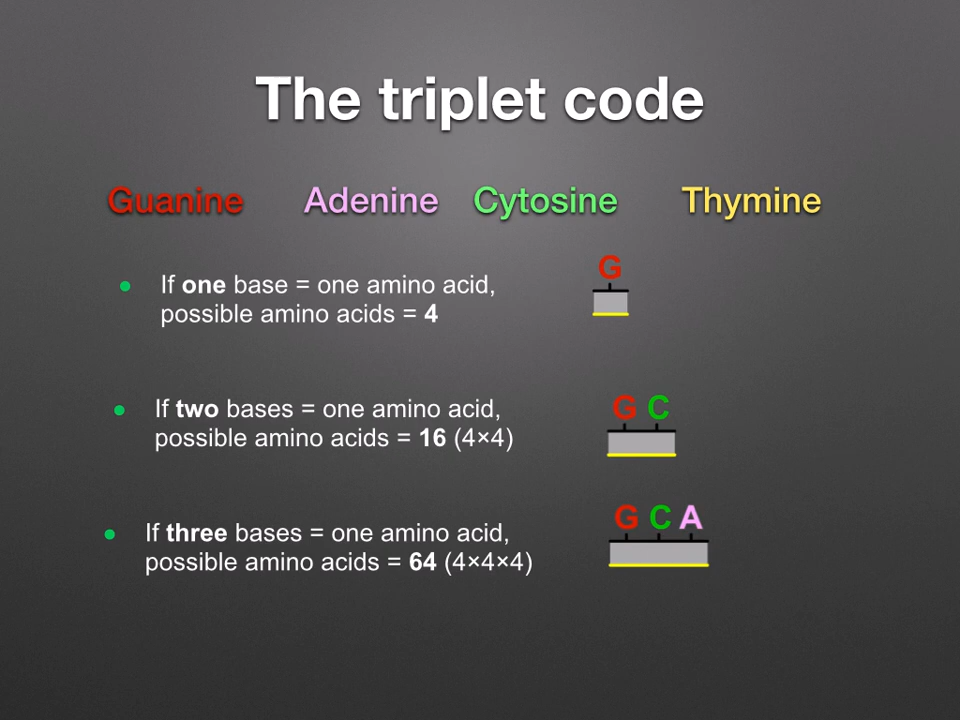 The triplet code
Guanine Adenine Cytosine Thymine
● If one base = one amino acid,
possible amino acids = 4
G
● If two bases = one amino acid,
possible amino acids = 16 (4×4)
G C
● If three bases = one amino acid,
possible amino acids = 64 (4×4×4)
G C A